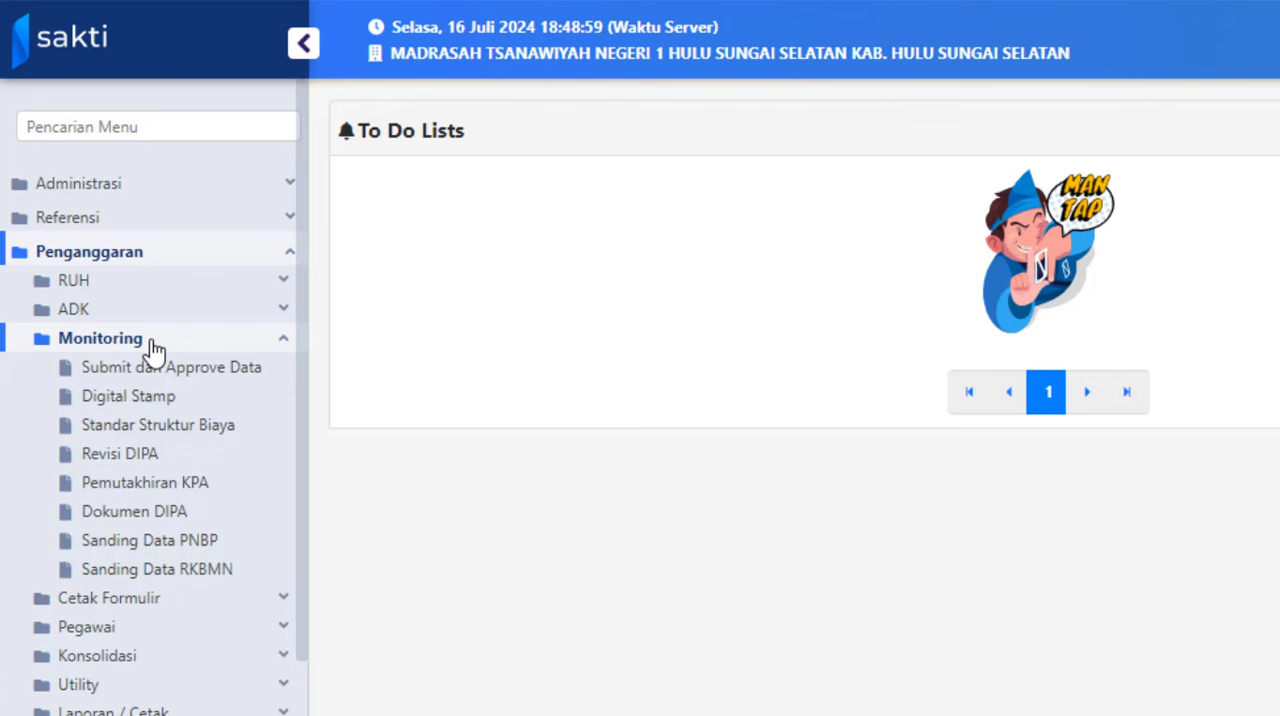 sakti
Selasa, 16 Juli 2024 18:48:59 (Waktu Server)
MADRASAH TSANAWIYAH NEGERI 1 HULU SUNGAI SELATAN KAB. HULU SUNGAI SELATAN
Pencarian Menu
Administrasi
Referensi
Penganggaran
RUH
ADK
Monitoring
Submit dan Approve Data
Digital Stamp
Standar Struktur Biaya
Revisi DIPA
Pemutakhiran KPA
Dokumen DIPA
Sanding Data PNBP
Sanding Data RKBMN
Cetak Formulir
Pegawai
Konsolidasi
Utility
Laporan / Cetak
To Do Lists
MAN
TAP
1